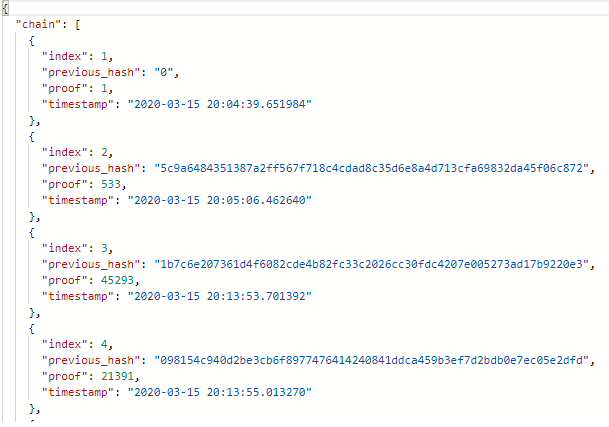 {
"chain": [
{
"index": 1,
"previous_hash": "0",
"proof": 1,
"timestamp": "2020-03-15 20:04:39.651984"
},
{
"index": 2,
"previous_hash": "5c9a6484351387a2ff567f718c4cdad8c35d6e8a4d713cfa69832da45f06c872",
"proof": 533,
"timestamp": "2020-03-15 20:05:06.462640"
},
{
"index": 3,
"previous_hash": "1b7c6e207361d4f6082cde4b82fc33c2026cc30fdc4207e005273ad17b9220e3",
"proof": 45293,
"timestamp": "2020-03-15 20:13:53.701392"
},
{
"index": 4,
"previous_hash": "098154c940d2be3cb6f8977476414240841ddca459b3ef7d2bdb0e7ec05e2dfd",
"proof": 21391,
"timestamp": "2020-03-15 20:13:55.013270"
},
{